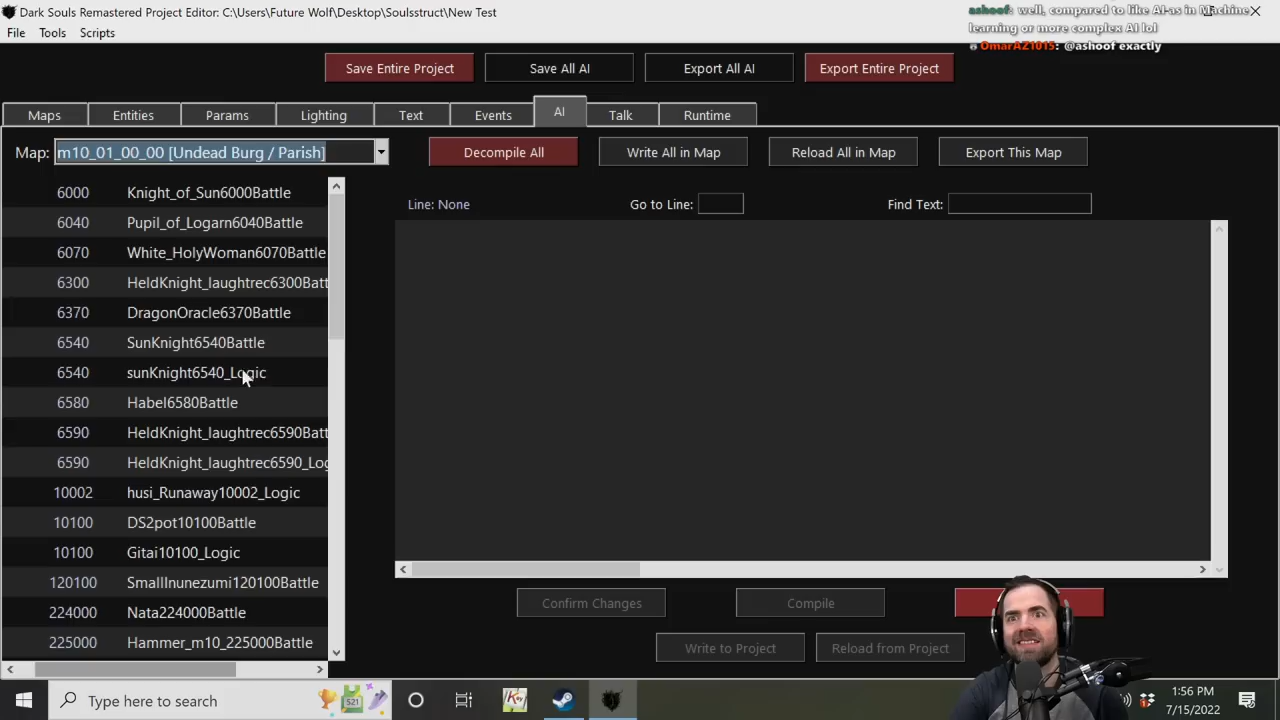 Dark Souls Remastered Project Editor: C:\Users\Future Wolf\Desktop\Soulsstruct\New Test
ashoof: well, compared to like AI-as in Machine
learning or more complex AI lol
OmarAZ1015: @ashoof exactly
File Tools Scripts
Save Entire Project Save All AI Export All AI Export Entire Project
Maps Entities Params Lighting Text Events AI Talk Runtime
Map: m10_01_00_00 [Undead Burg / Parish] Decompile All Write All in Map Reload All in Map Export This Map
Line: None Go to Line: Find Text:
6000 Knight_of_Sun6000Battle
6040 Pupil_of_Logarn6040Battle
6070 White_HolyWoman6070Battle
6300 HeldKnight_laughtrec6300Batt
6370 DragonOracle6370Battle
6540 SunKnight6540Battle
6540 sunKnight6540_Logic
6580 Habel6580Battle
6590 HeldKnight_laughtrec6590Batt
6590 HeldKnight_laughtrec6590_Log
10002 husi_Runaway10002_Logic
10100 DS2pot10100Battle
10100 Gitai10100_Logic
120100 SmallInunezumi120100Battle
224000 Nata224000Battle
225000 Hammer_m10_225000Battle
Confirm Changes Compile
Write to Project Reload from Project
Type here to search
521
Key
1:56 PM
7/15/2022